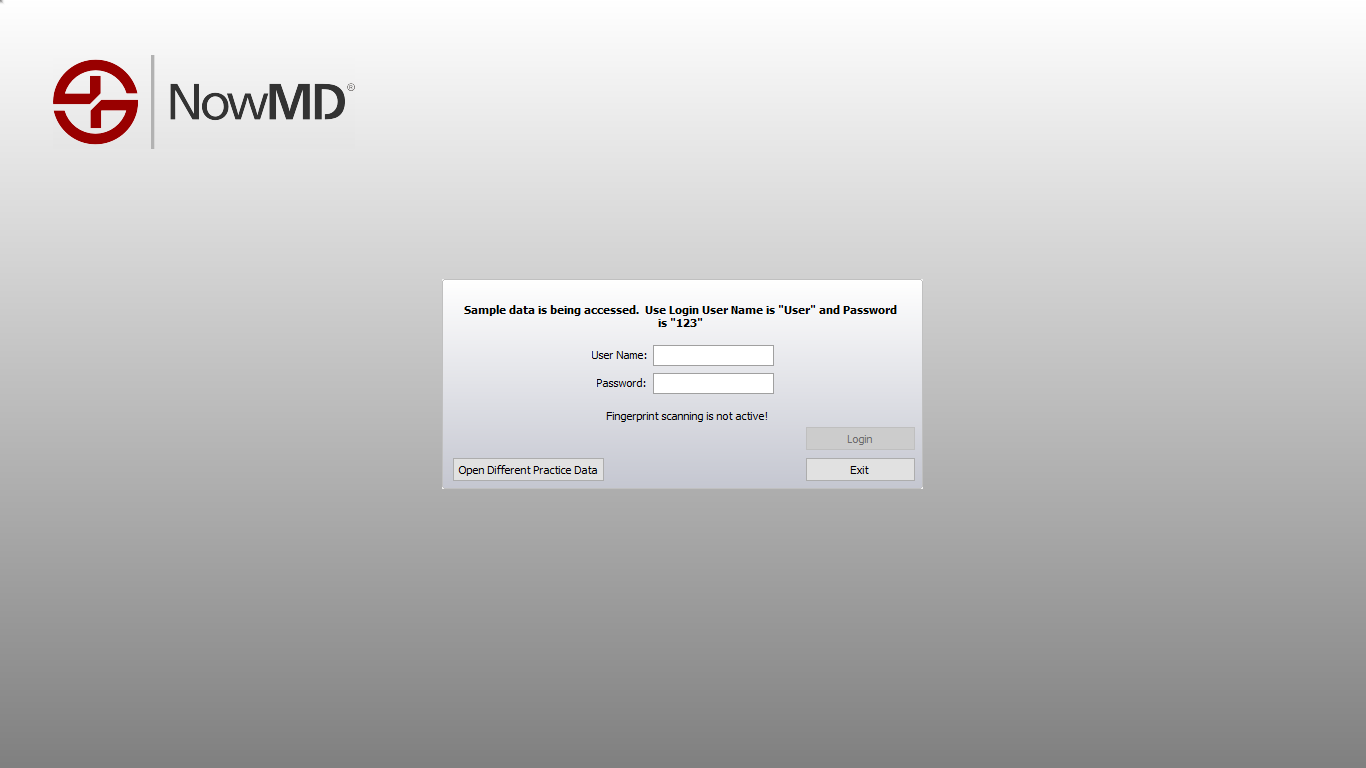 NowMD®
Sample data is being accessed.  Use Login User Name is "User" and Password
is "123"
User Name:
Password:
Fingerprint scanning is not active!
Login
Open Different Practice Data
Exit